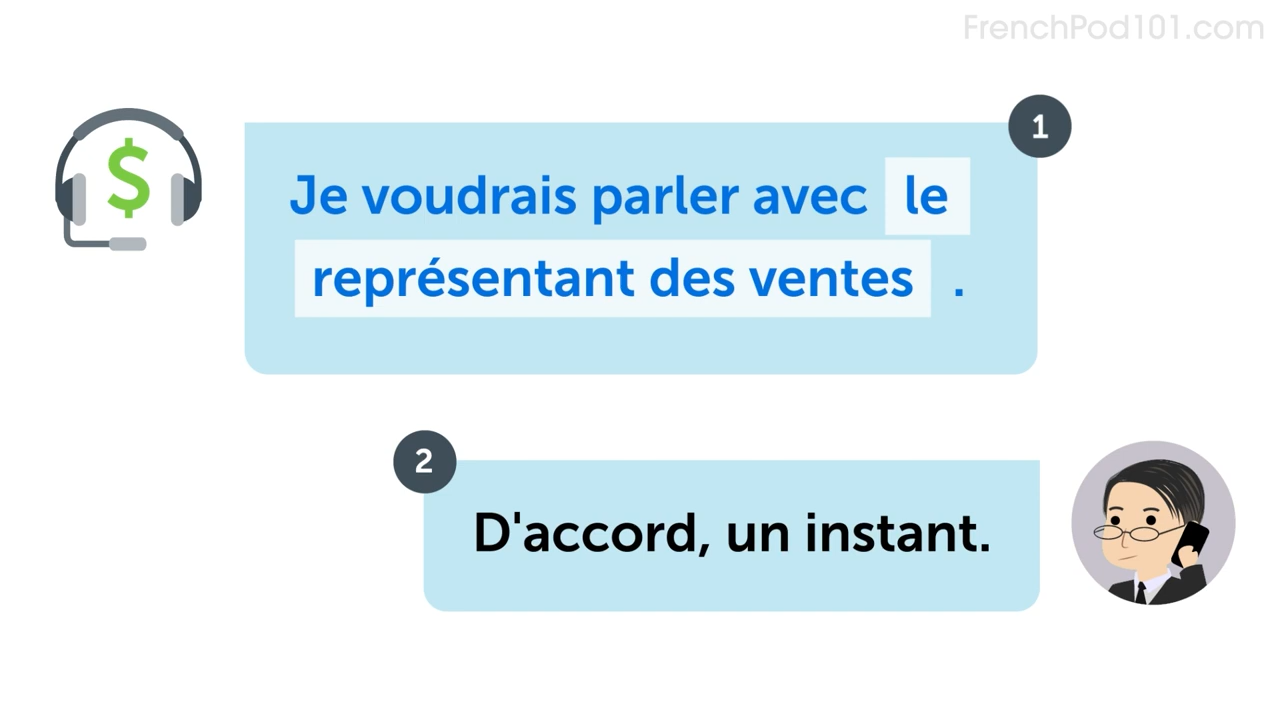 FrenchPod101.com
1
Je voudrais parler avec le
représentant des ventes .
2
D'accord, un instant.
$